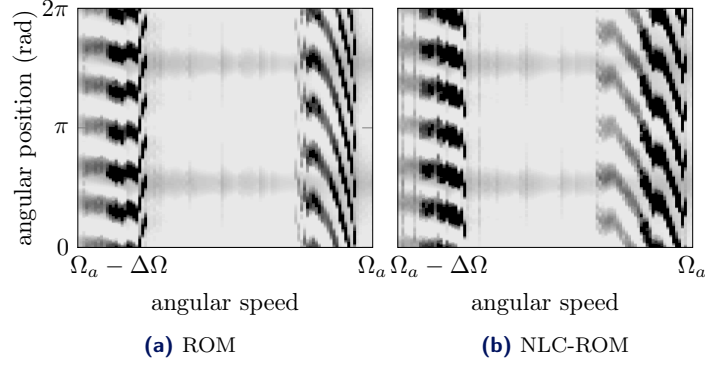 2π
π
0
angular position (rad)
Ω_a − ΔΩ
Ω_a
Ω_a − ΔΩ
Ω_a
angular speed
angular speed
(a) ROM
(b) NLC-ROM